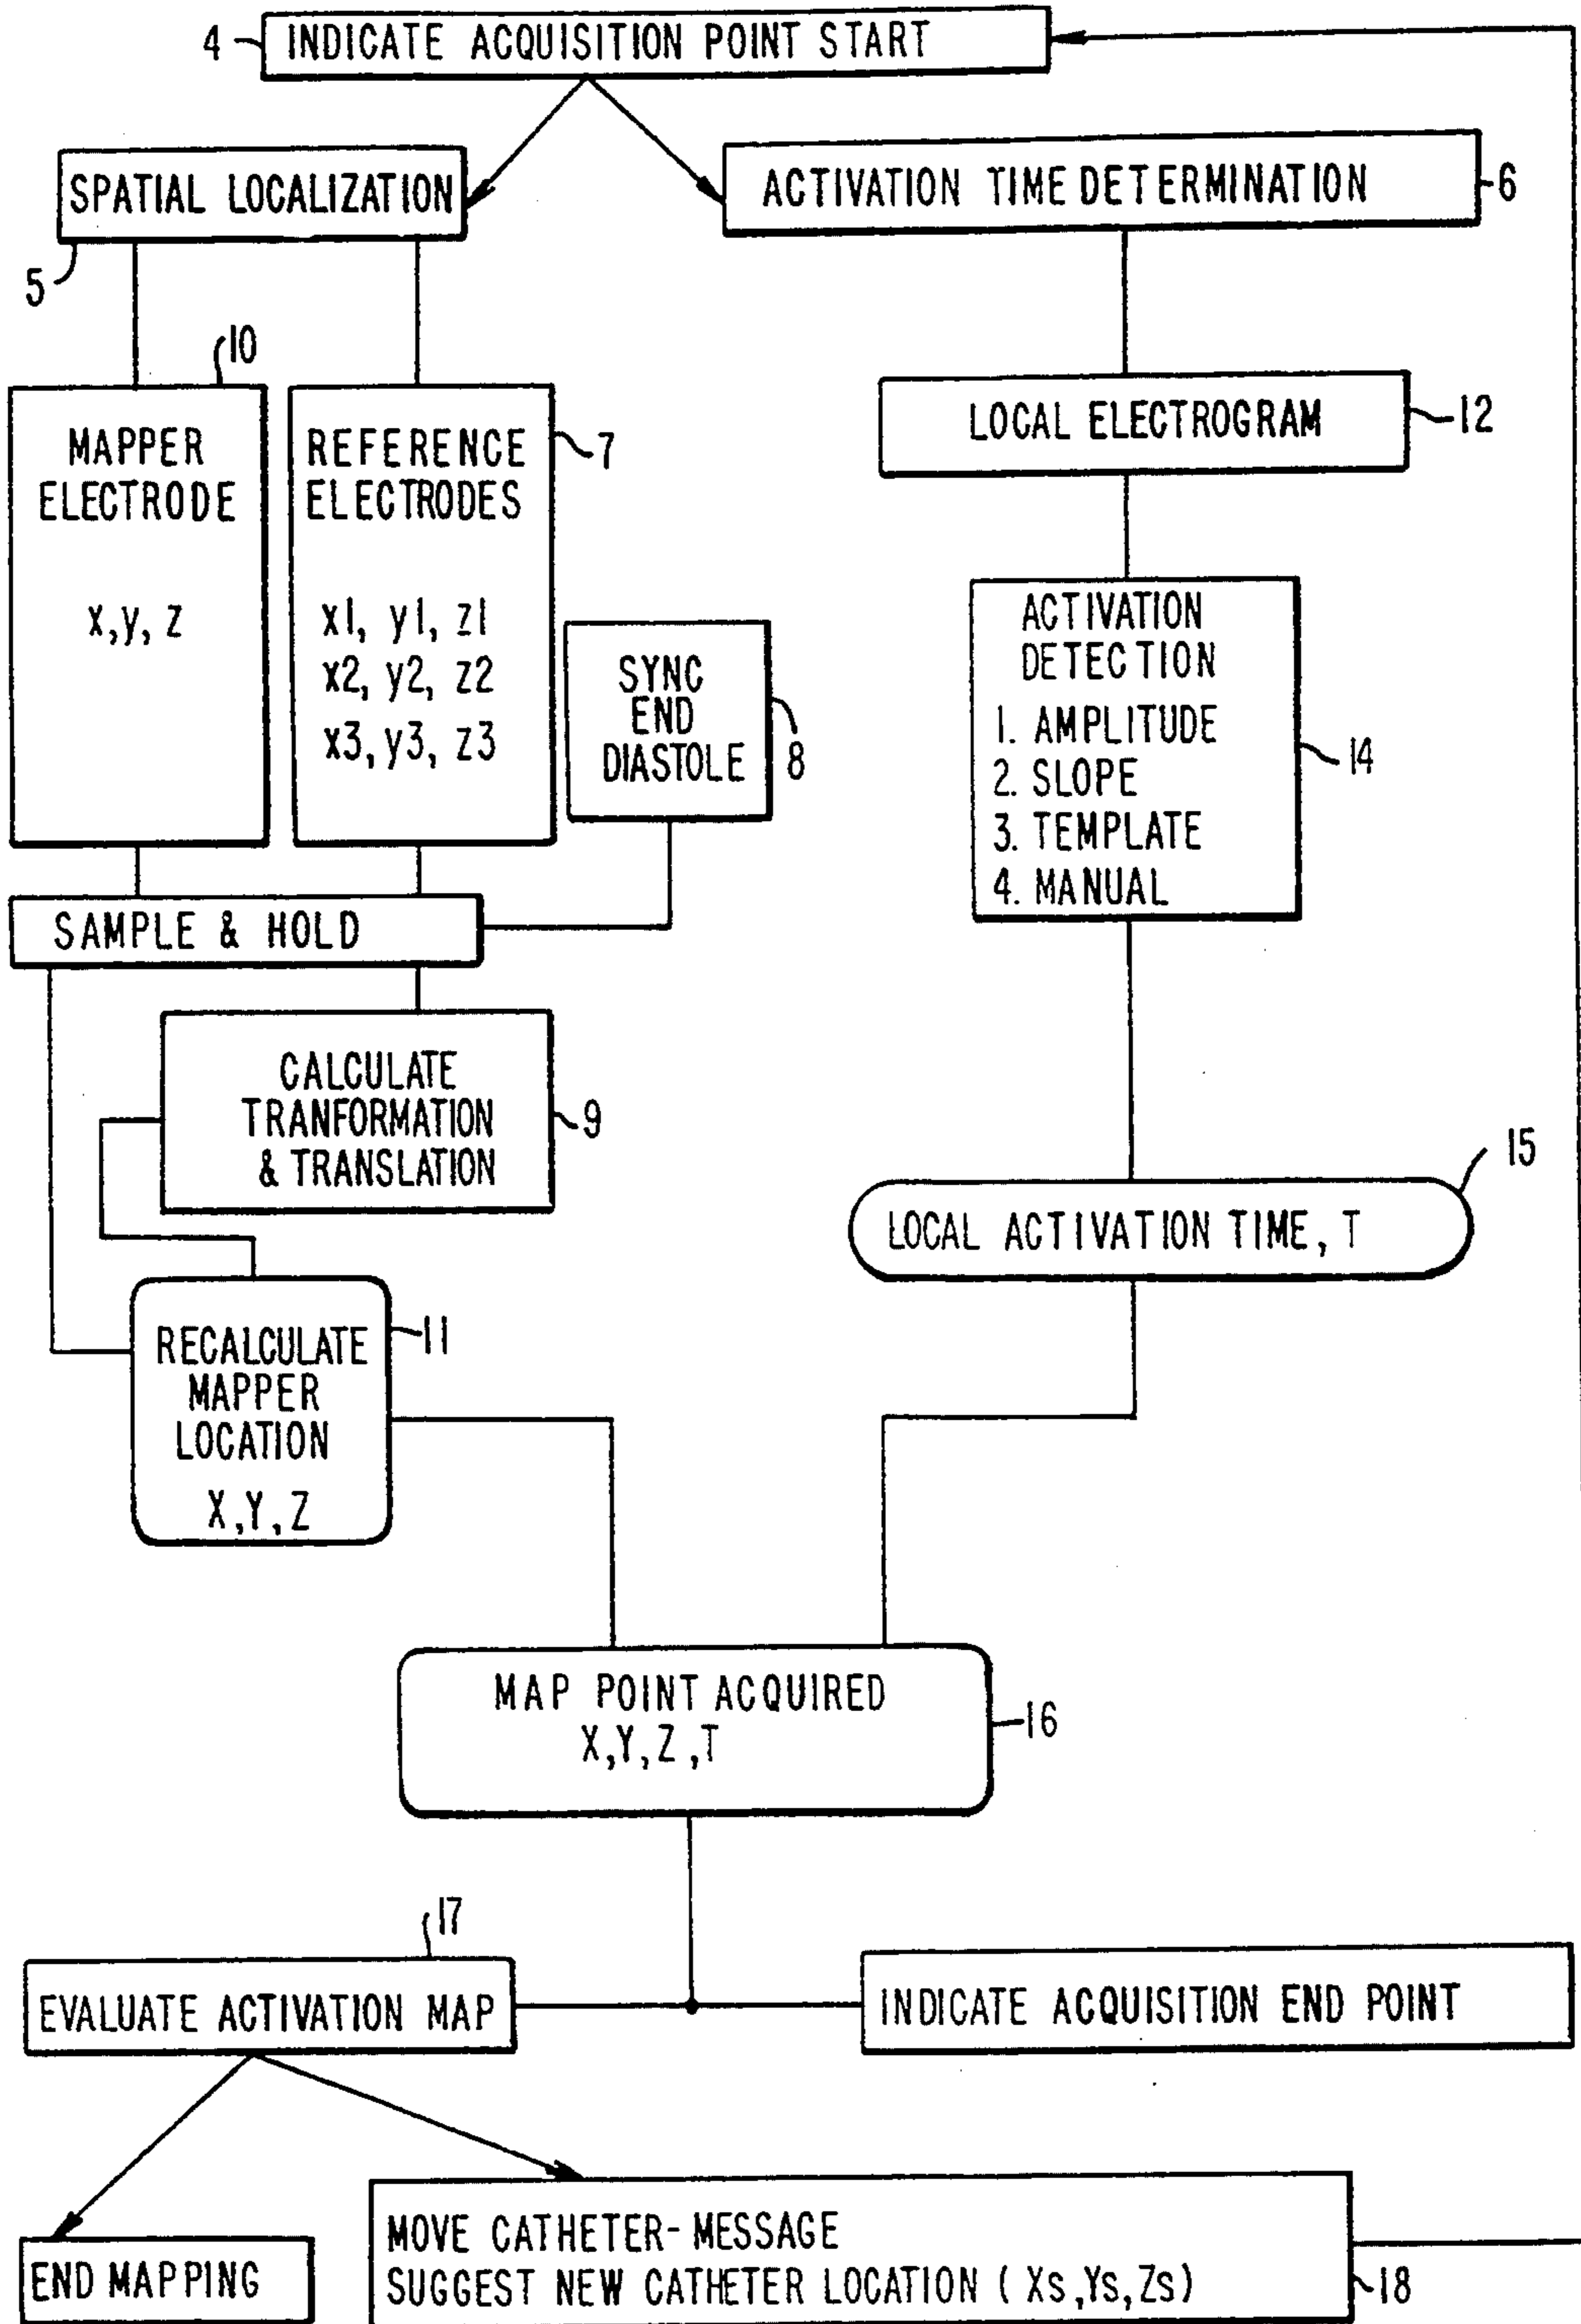 4
INDICATE ACQUISITION POINT START
SPATIAL LOCALIZATION
5
ACTIVATION TIME DETERMINATION
6
10
MAPPER
ELECTRODE
x, y, z
REFERENCE
ELECTRODES
7
x1, y1, z1
x2, y2, z2
x3, y3, z3
SYNC
END
DIASTOLE
8
LOCAL ELECTROGRAM
12
ACTIVATION
DETECTION
1. AMPLITUDE
2. SLOPE
3. TEMPLATE
4. MANUAL
14
SAMPLE & HOLD
CALCULATE
TRANFORMATION
& TRANSLATION
9
15
LOCAL ACTIVATION TIME, T
RECALCULATE
MAPPER
LOCATION
X, Y, Z
11
MAP POINT ACQUIRED
X, Y, Z, T
16
17
EVALUATE ACTIVATION MAP
INDICATE ACQUISITION END POINT
END MAPPING
MOVE CATHETER-MESSAGE
SUGGEST NEW CATHETER LOCATION ( Xs, Ys, Zs)
18